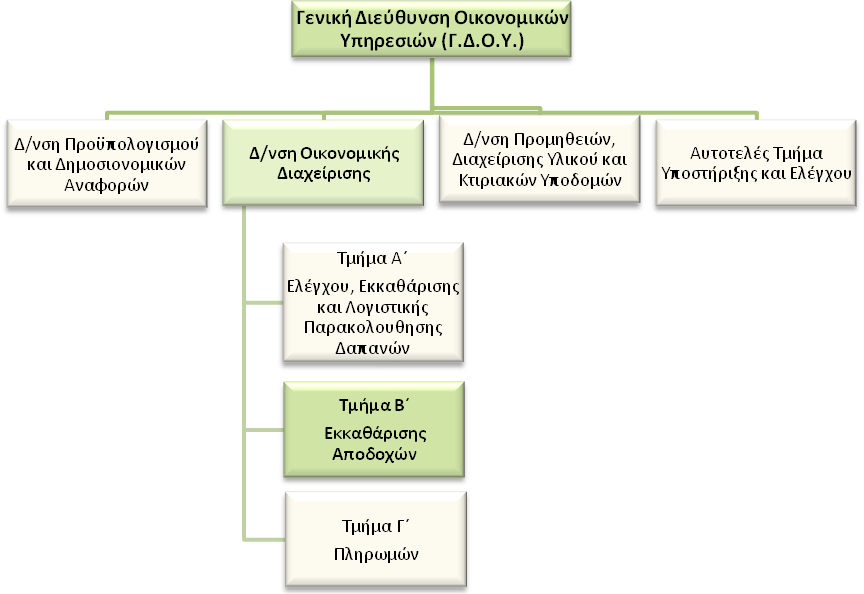 Γενική Διεύθυνση Οικονομικών
Υπηρεσιών (Γ.Δ.Ο.Υ.)
Δ/νση Προϋπολογισμού
και Δημοσιονομικών
Αναφορών
Δ/νση Οικονομικής
Διαχείρισης
Δ/νση Προμηθειών,
Διαχείρισης Υλικού και
Κτιριακών Υποδομών
Αυτοτελές Τμήμα
Υποστήριξης και Ελέγχου
Τμήμα Α΄
Ελέγχου, Εκκαθάρισης
και Λογιστικής
Παρακολουθησης
Δαπανών
Τμήμα Β΄
Εκκαθάρισης
Αποδοχών
Τμήμα Γ΄
Πληρωμών